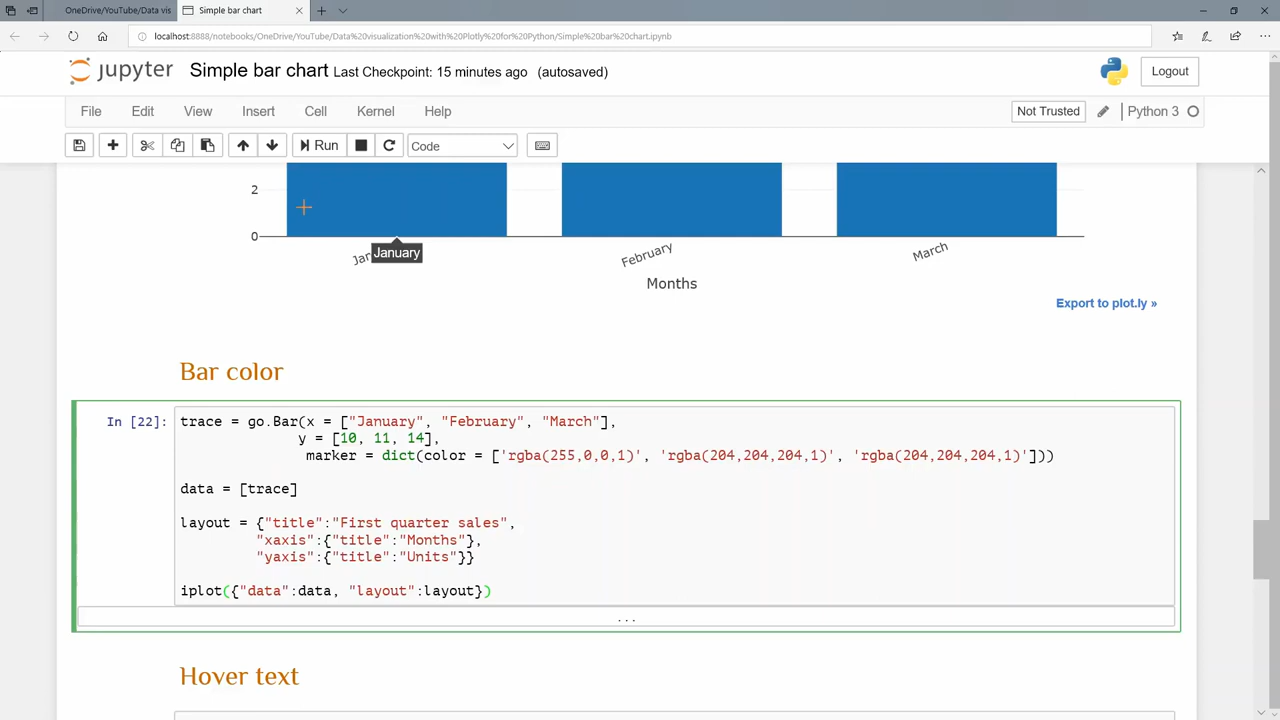 OneDrive/YouTube/Data vis
Simple bar chart
localhost:8888/notebooks/OneDrive/YouTube/Data%20visualization%20with%20Plotly%20for%20Python/Simple%20bar%20chart.ipynb
jupyter Simple bar chart Last Checkpoint: 15 minutes ago (autosaved) Logout
File Edit View Insert Cell Kernel Help Not Trusted Python 3
Run Code
2
0
January
February
March
Months
Export to plot.ly »
Bar color
In [22]: trace = go.Bar(x = ["January", "February", "March"],
y = [10, 11, 14],
marker = dict(color = ['rgba(255,0,0,1)', 'rgba(204,204,204,1)', 'rgba(204,204,204,1)']))
data = [trace]
layout = {"title":"First quarter sales",
"xaxis":{"title":"Months"},
"yaxis":{"title":"Units"}}
iplot({"data":data, "layout":layout})
...
Hover text